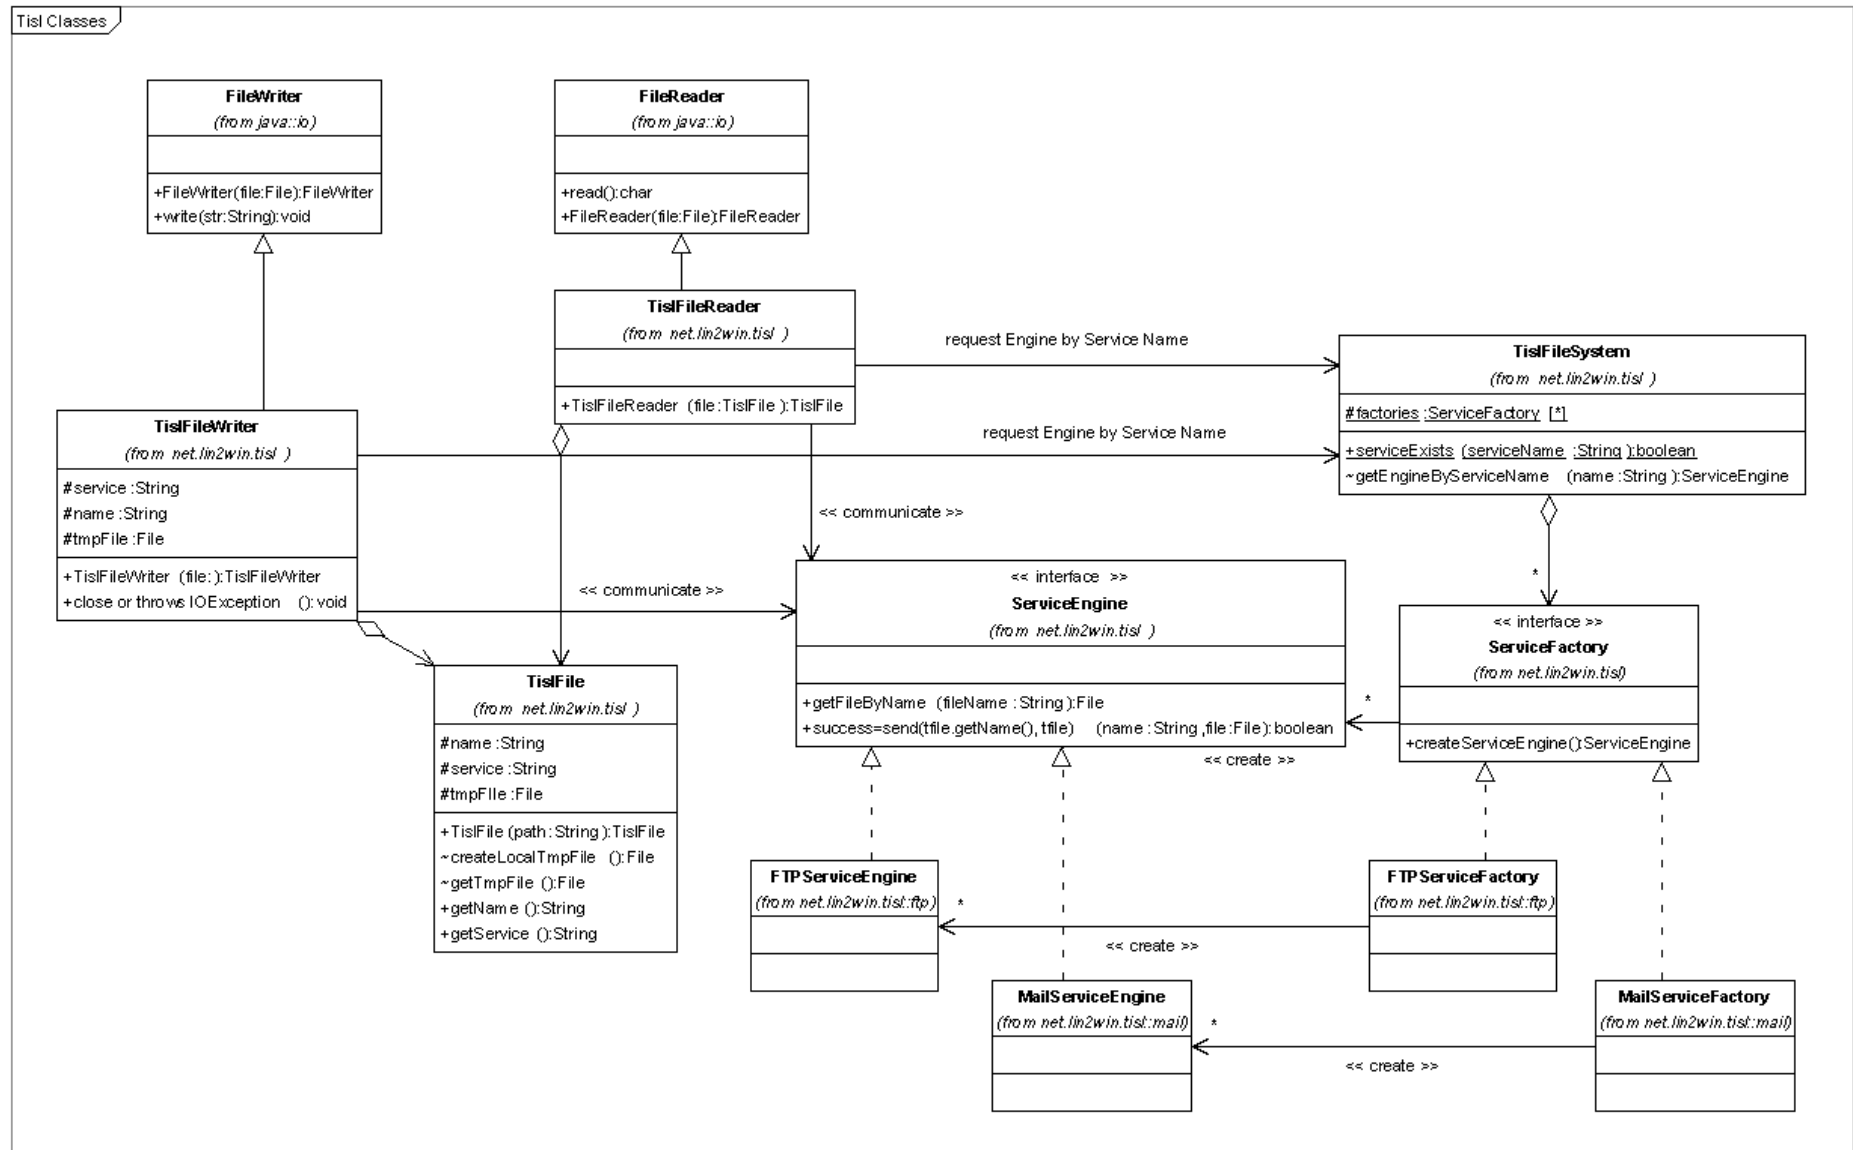 Tisl Classes
FileWriter
(from java::io)
+FileWriter(file:File):FileWriter
+write(str:String):void
FileReader
(from java::io)
+read():char
+FileReader(file:File):FileReader
TislFileReader
(from net.lin2win.tisl )
+TislFileReader (file:TislFile ):TislFile
request Engine by Service Name
TislFileSystem
(from net.lin2win.tisl )
#factories :ServiceFactory [*]
+serviceExists (serviceName :String ):boolean
~getEngineByServiceName (name :String ):ServiceEngine
TislFileWriter
(from net.lin2win.tisl )
#service :String
#name :String
#tmpFile :File
+TislFileWriter (file: ):TislFileWriter
+close or throws IOException (): void
request Engine by Service Name
<< communicate >>
<< communicate >>
*
<< interface >>
ServiceEngine
(from net.lin2win.tisl )
+getFileByName (fileName : String ):File
+success=send(tfile.getName(), tfile) (name : String ,file:File): boolean
<< interface >>
ServiceFactory
(from net.lin2win.tisl)
+createServiceEngine():ServiceEngine
*
<< create >>
TislFile
(from net.lin2win.tisl )
#name :String
#service :String
#tmpFIle :File
+TislFile (path: String ):TislFile
~createLocalTmpFile (): File
~getTmpFile ():File
+getName ():String
+getService ():String
FTPServiceEngine
(from net.lin2win.tisl::ftp)
*
<< create >>
FTPServiceFactory
(from net.lin2win.tisl::ftp)
MailServiceEngine
(from net.lin2win.tisl::mail)
*
<< create >>
MailServiceFactory
(from net.lin2win.tisl::mail)